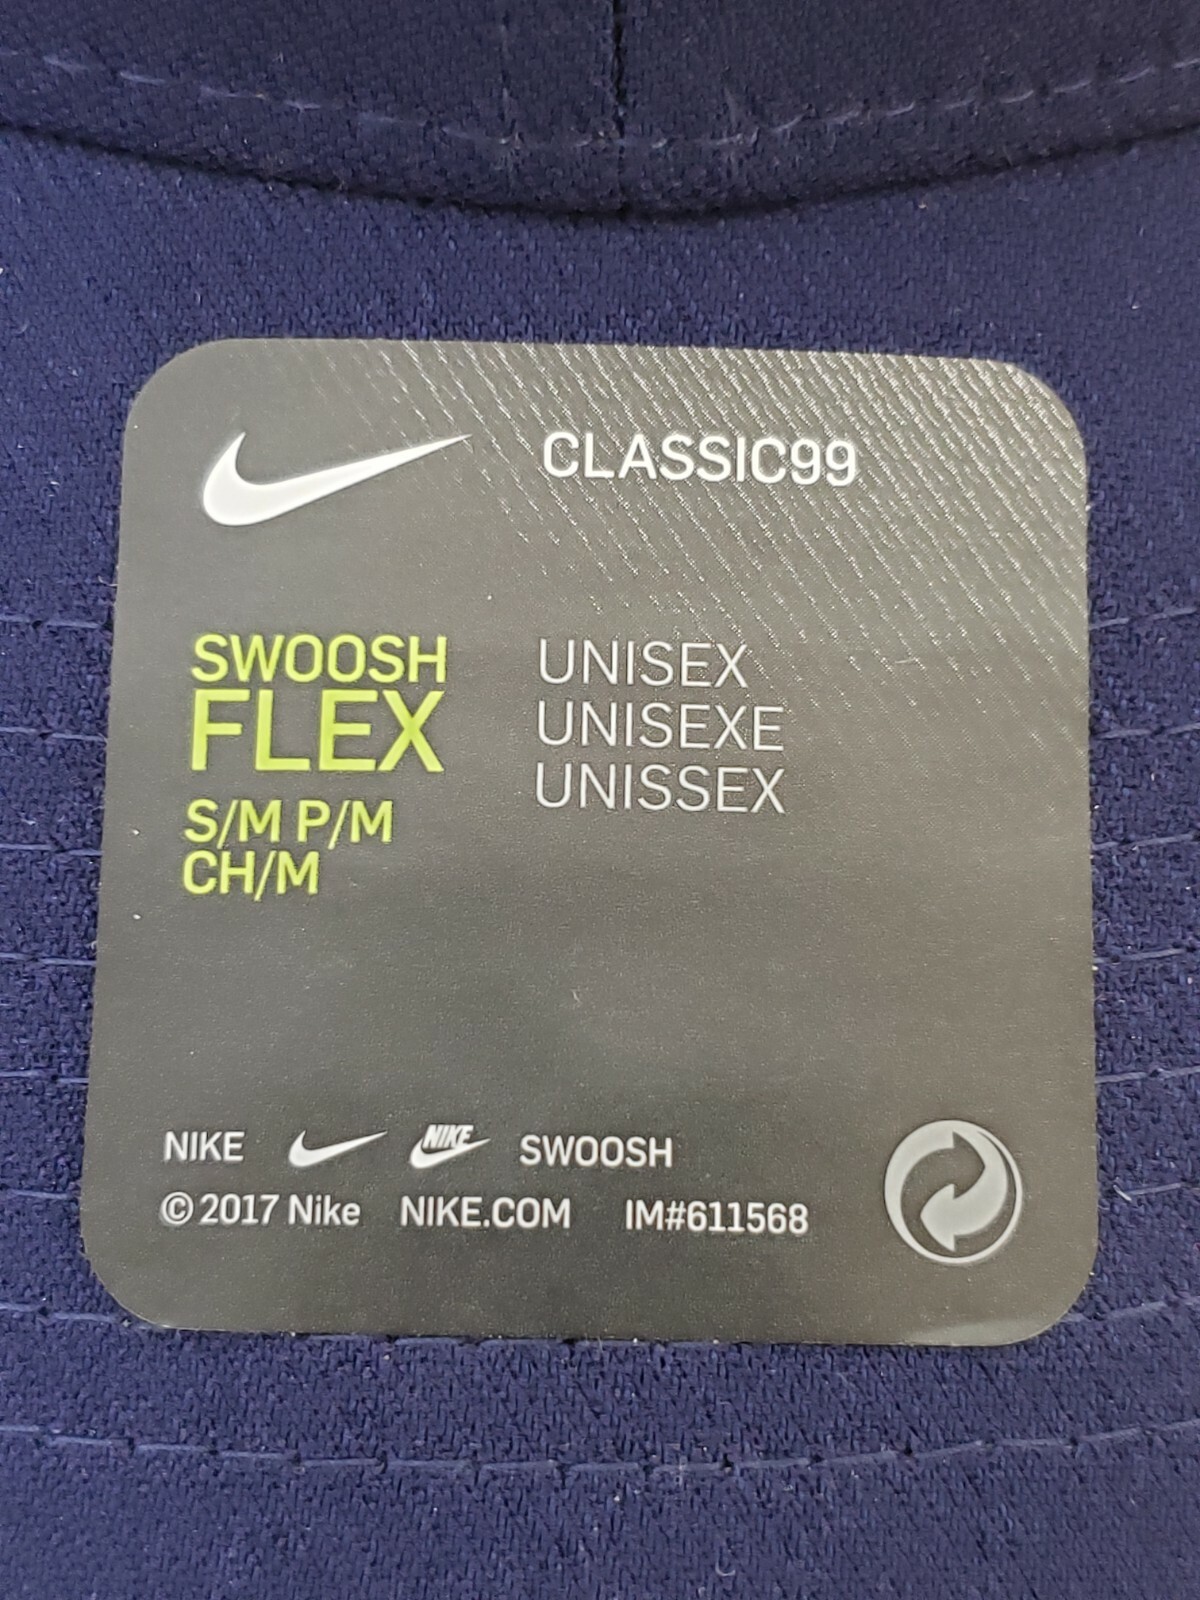 CLASSIC99
SWOOSH
FLEX
S/M P/M
CH/M
UNISEX
UNISEXE
UNISSEX
NIKE NIKE SWOOSH
© 2017 Nike NIKE.COM IM#611568